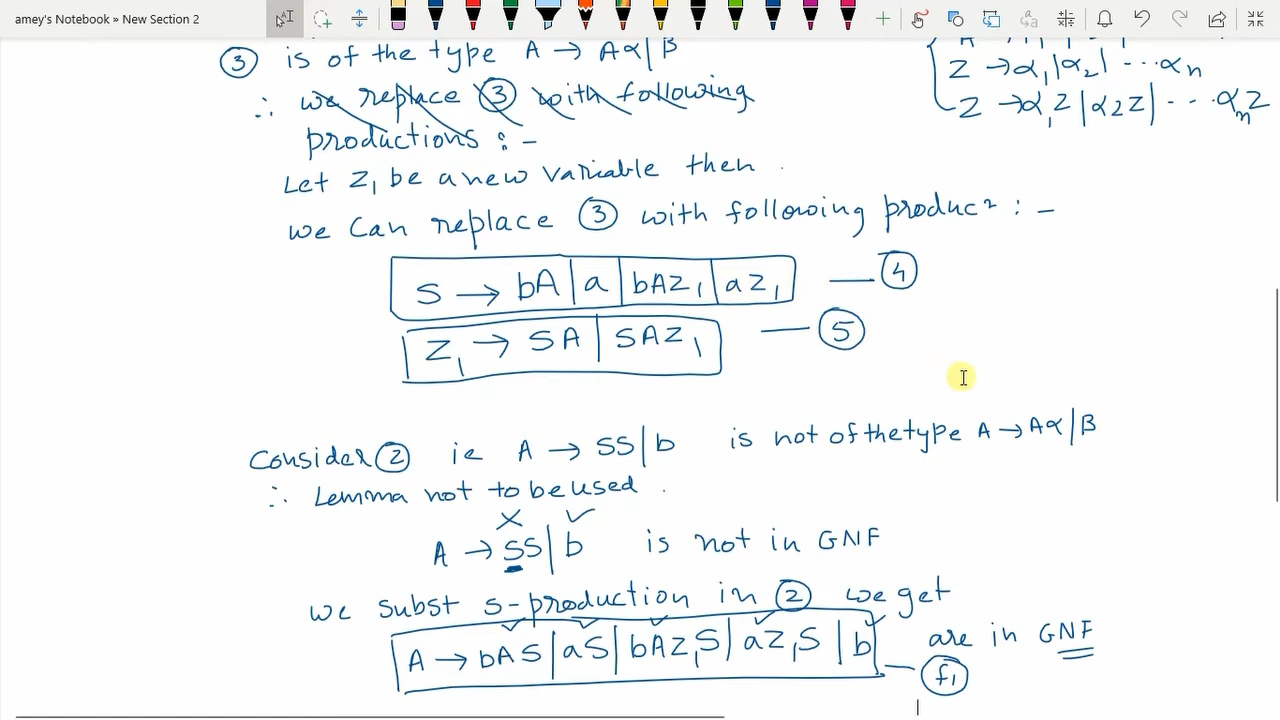 amey's Notebook » New Section 2
③ is of the type A → Aα|β
Z → α₁|α₂| ---αn
∴ we replace ③ with following
Z → α₁Z|α₂Z| --- αnZ
productions :-
Let Z₁ be a new variable then
we can replace ③ with following producⁿ :-
S → bA|a|bAZ₁|aZ₁ — ④
Z₁ → SA|SAZ₁ — ⑤
Consider ② ie A → SS|b is not of the type A → Aα|β
∴ Lemma not to be used.
A → SS|b is not in GNF
we subst S-production in ② we get
A → bAS|aS|bAZ₁S|aZ₁S|b are in GNF
— f₁